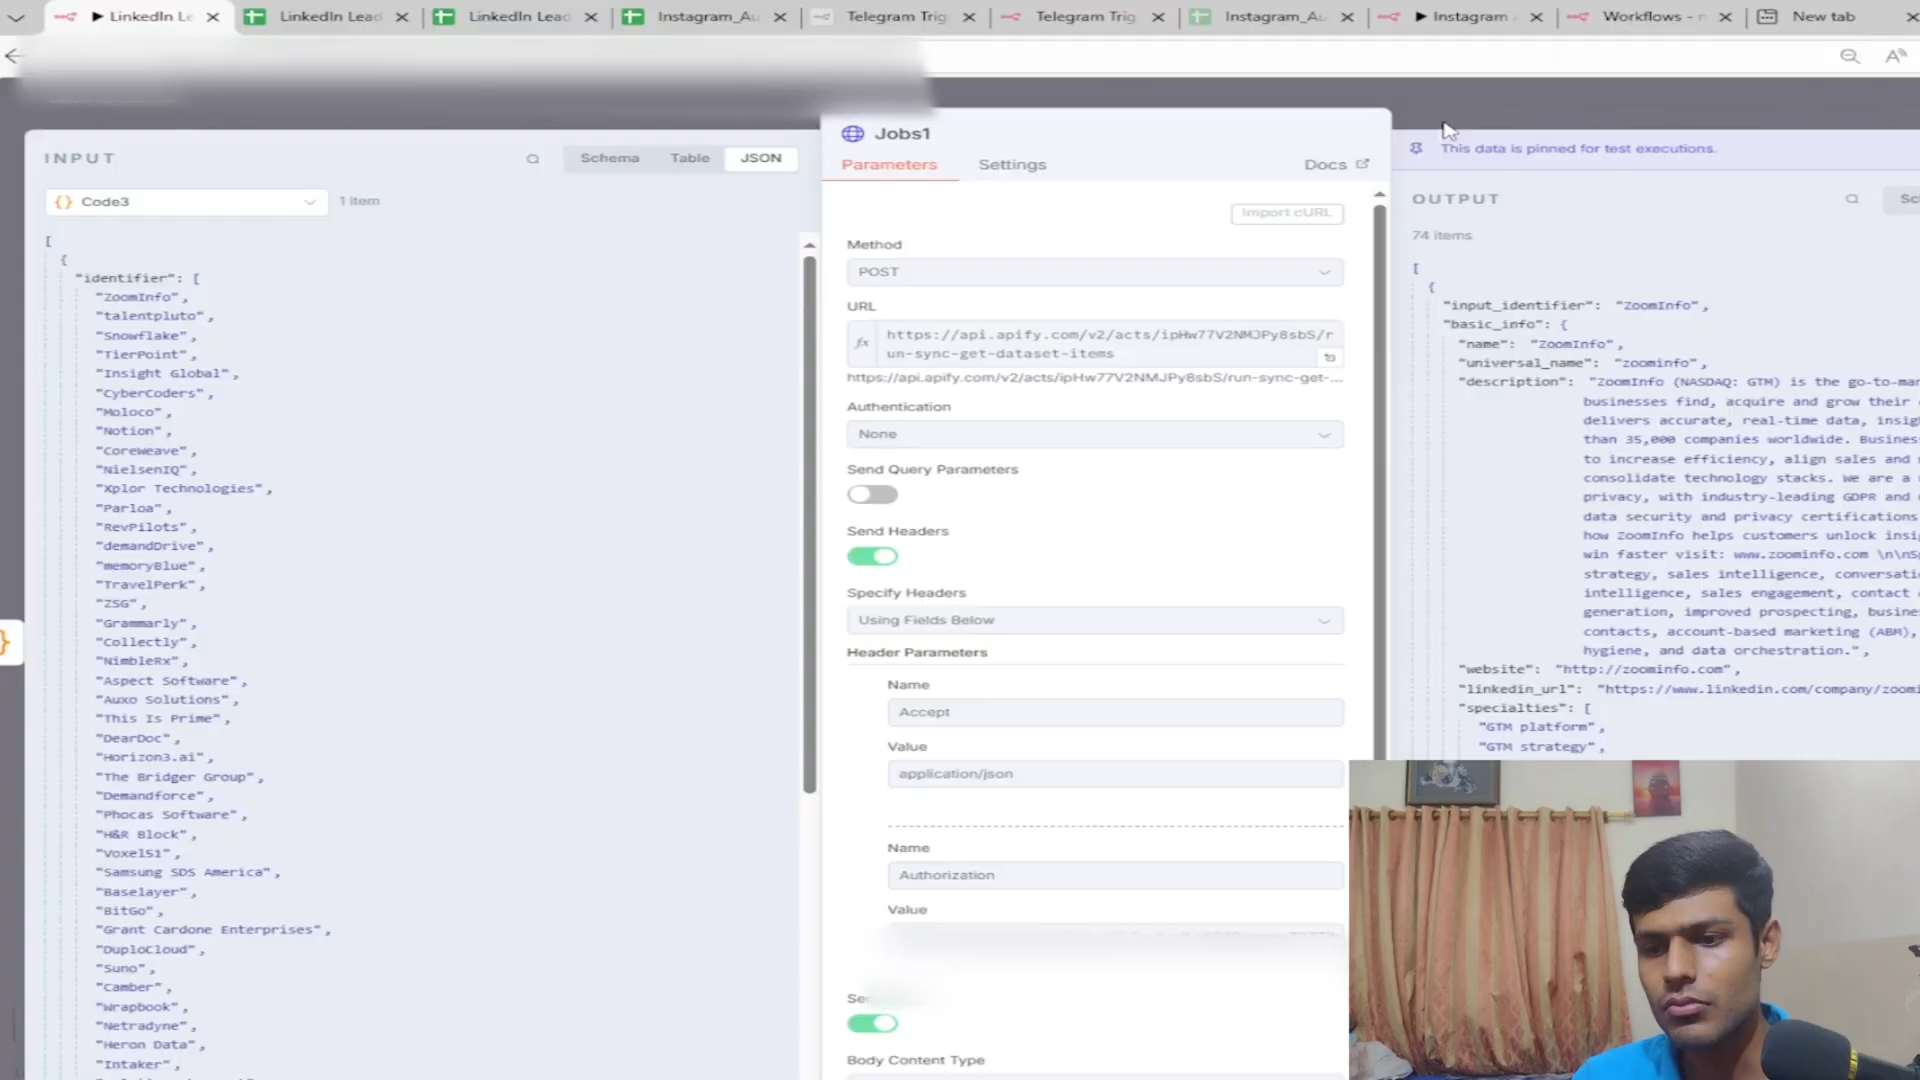 ▶ LinkedIn Le
LinkedIn Lead
LinkedIn Lead
Instagram_Au
Telegram Trig
Telegram Trig
Instagram_Au
▶ Instagram
Workflows - n
New tab
INPUT
Schema
Table
JSON
Code3
1 item
[
{
"identifier": [
"ZoomInfo",
"talentpluto",
"Snowflake",
"TierPoint",
"Insight Global",
"CyberCoders",
"Moloco",
"Notion",
"CoreWeave",
"NielsenIQ",
"Xplor Technologies",
"Parloa",
"RevPilots",
"demandDrive",
"memoryBlue",
"TravelPerk",
"ZSG",
"Grammarly",
"Collectly",
"NimbleRx",
"Aspect Software",
"Auxo Solutions",
"This Is Prime",
"DearDoc",
"Horizon3.ai",
"The Bridger Group",
"Demandforce",
"Phocas Software",
"H&R Block",
"Voxel51",
"Samsung SDS America",
"Baselayer",
"BitGo",
"Grant Cardone Enterprises",
"DuploCloud",
"Suno",
"Camber",
"Wrapbook",
"Netradyne",
"Heron Data",
"Intaker",
Jobs1
Parameters
Settings
Docs
Import cURL
Method
POST
URL
fx
https://api.apify.com/v2/acts/ipHw77V2NMJPy8sbS/r
un-sync-get-dataset-items
https://api.apify.com/v2/acts/ipHw77V2NMJPy8sbS/run-sync-get-...
Authentication
None
Send Query Parameters
Send Headers
Specify Headers
Using Fields Below
Header Parameters
Name
Accept
Value
application/json
Name
Authorization
Value
Se
Body Content Type
This data is pinned for test executions.
OUTPUT
Sc
74 items
[
{
"input_identifier": "ZoomInfo",
"basic_info": {
"name": "ZoomInfo",
"universal_name": "zoominfo",
"description": "ZoomInfo (NASDAQ: GTM) is the go-to-mar
businesses find, acquire and grow their
delivers accurate, real-time data, insig
than 35,000 companies worldwide. Busines
to increase efficiency, align sales and
consolidate technology stacks. We are a
privacy, with industry-leading GDPR and
data security and privacy certifications
how ZoomInfo helps customers unlock insi
win faster visit: www.zoominfo.com \n\nS
strategy, sales intelligence, conversati
intelligence, sales engagement, contact
generation, improved prospecting, busine
contacts, account-based marketing (ABM),
hygiene, and data orchestration.",
"website": "http://zoominfo.com",
"linkedin_url": "https://www.linkedin.com/company/zoomi
"specialties": [
"GTM platform",
"GTM strategy",